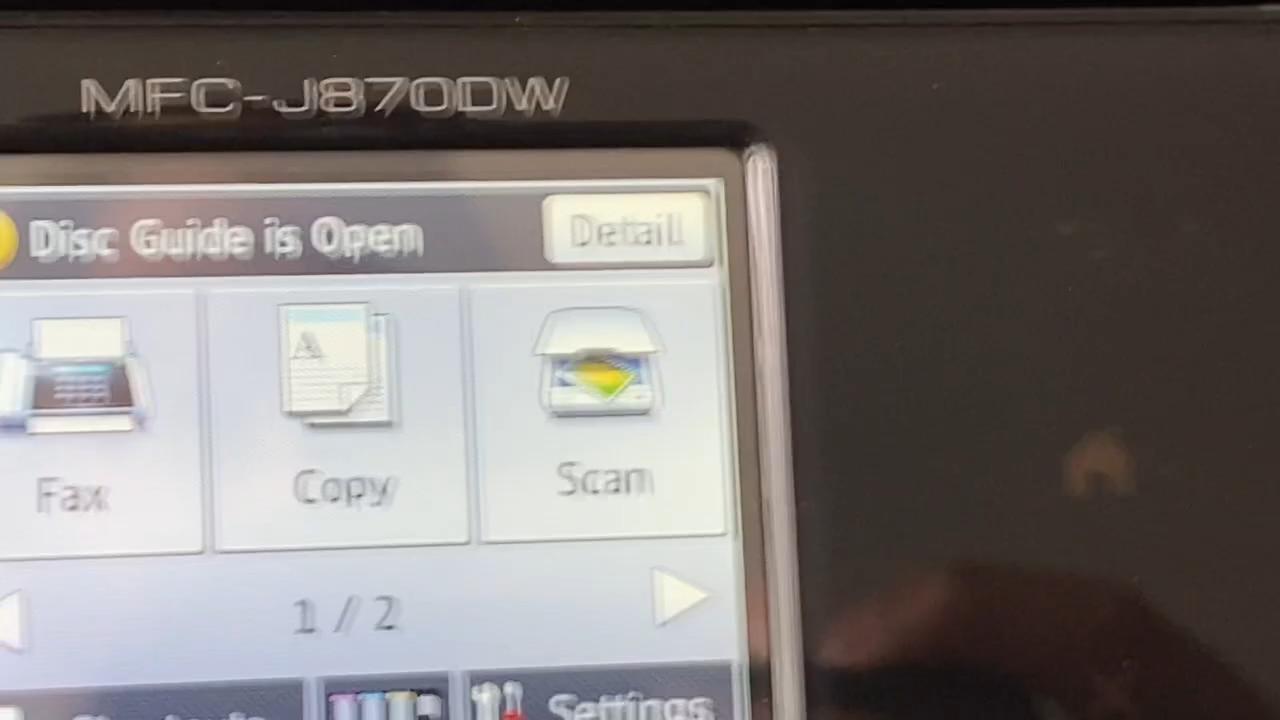 MFC-J870DW
Disc Guide is Open
Detail
A
Fax
Copy
Scan
1 / 2
Settings